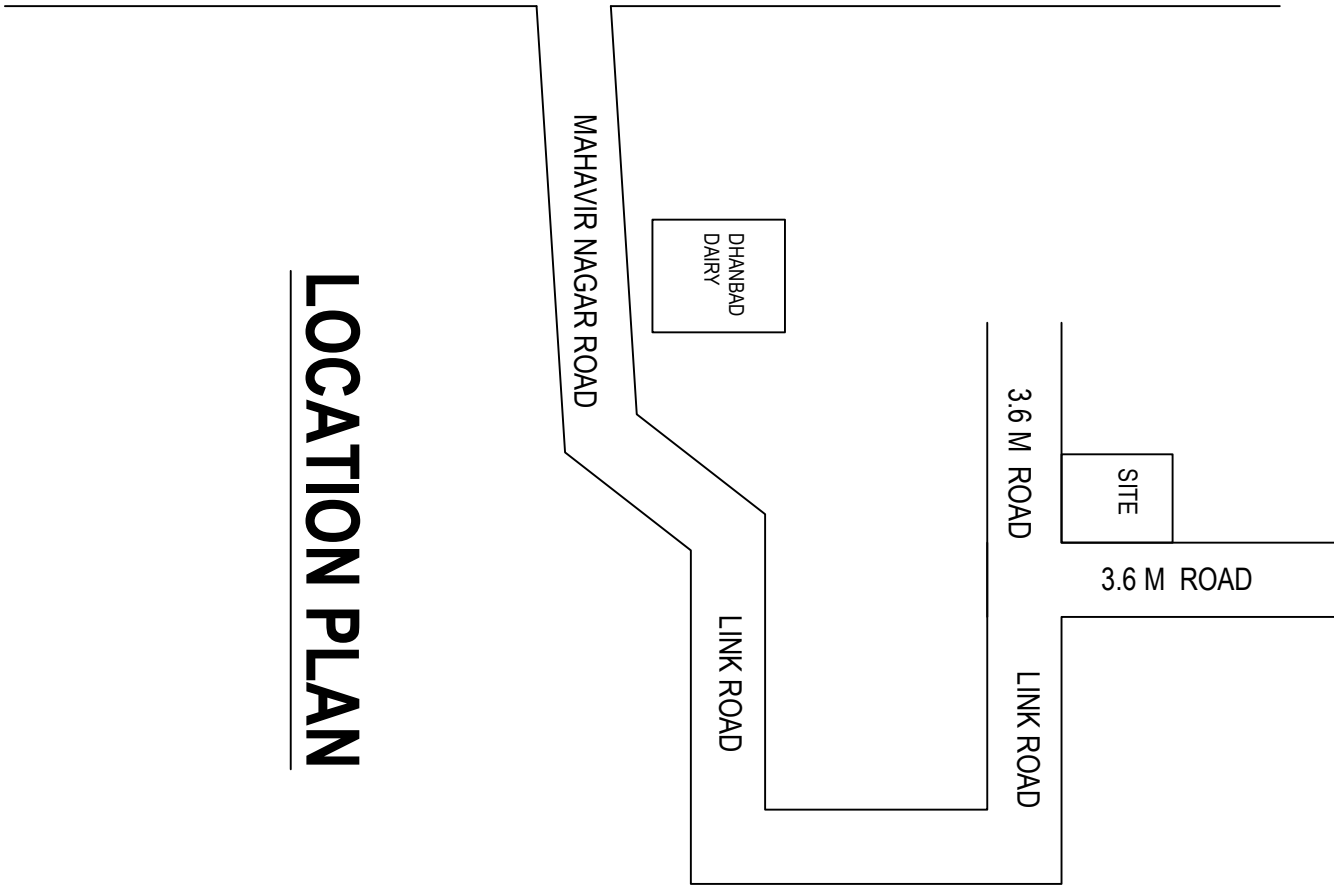 MAHAVIR NAGAR ROAD
DHANBAD
DAIRY
3.6 M ROAD
SITE
3.6 M ROAD
LINK ROAD
LINK ROAD
LOCATION PLAN